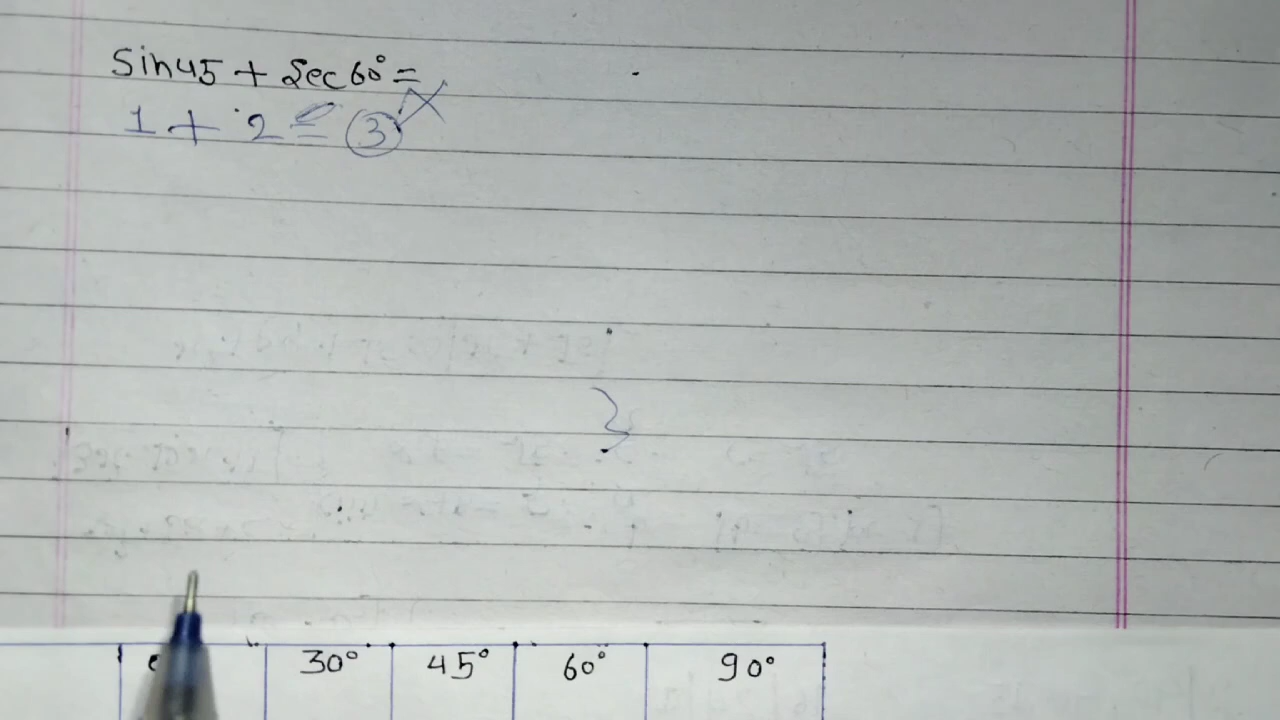 Sin45 + Sec60° =
1 + 2 = 3
30° 45° 60° 90°